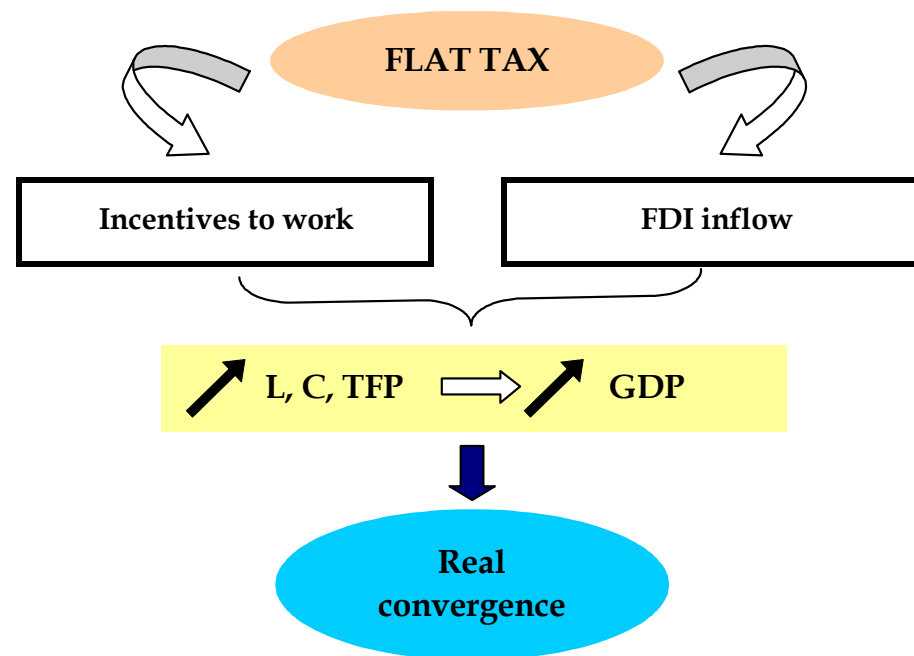 FLAT TAX
Incentives to work
FDI inflow
L, C, TFP
GDP
Real
convergence